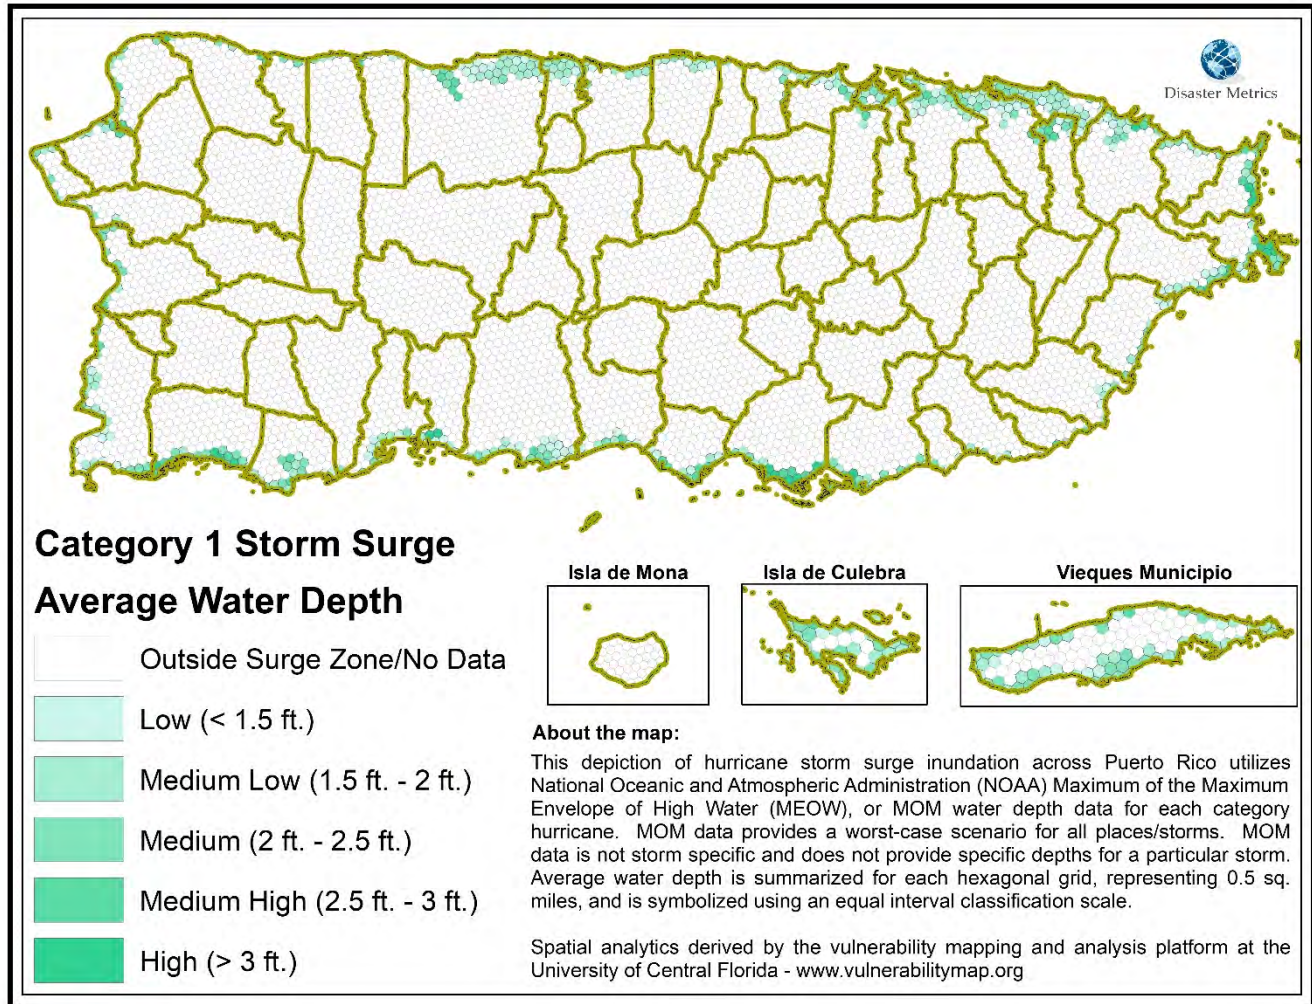 Disaster Metrics
Category 1 Storm Surge
Average Water Depth
Outside Surge Zone/No Data
Low (< 1.5 ft.)
Medium Low (1.5 ft. - 2 ft.)
Medium (2 ft. - 2.5 ft.)
Medium High (2.5 ft. - 3 ft.)
High (> 3 ft.)
Isla de Mona
Isla de Culebra
Vieques Municipio
About the map:
This depiction of hurricane storm surge inundation across Puerto Rico utilizes
National Oceanic and Atmospheric Administration (NOAA) Maximum of the Maximum
Envelope of High Water (MEOW), or MOM water depth data for each category
hurricane. MOM data provides a worst-case scenario for all places/storms. MOM
data is not storm specific and does not provide specific depths for a particular storm.
Average water depth is summarized for each hexagonal grid, representing 0.5 sq.
miles, and is symbolized using an equal interval classification scale.
Spatial analytics derived by the vulnerability mapping and analysis platform at the
University of Central Florida - www.vulnerabilitymap.org